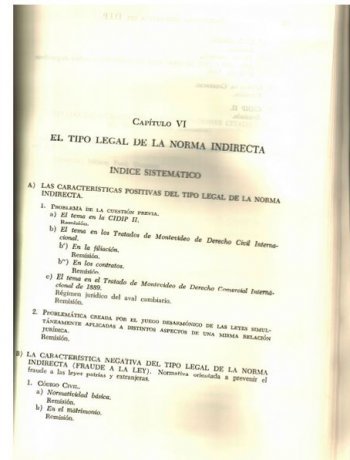 CAPÍTULO VI
EL TIPO LEGAL DE LA NORMA INDIRECTA
ÍNDICE SISTEMÁTICO
A) LAS CARACTERÍSTICAS POSITIVAS DEL TIPO LEGAL DE LA NORMA
INDIRECTA.
1. PROBLEMA DE LA CUESTIÓN PREVIA.
a) El tema en la CIDIP II.
Remisión.
b) El tema en los Tratados de Montevideo de Derecho Civil Interna-
cional.
b') En la filiación.
Remisión.
b'') En los contratos.
Remisión.
c) El tema en el Tratado de Montevideo de Derecho Comercial Interna-
cional de 1889.
Régimen jurídico del aval cambiario.
Remisión.
2. PROBLEMÁTICA CREADA POR EL JUEGO DESARMÓNICO DE LAS LEYES SIMUL-
TÁNEAMENTE APLICADAS A DISTINTOS ASPECTOS DE UNA MISMA RELACIÓN
JURÍDICA.
Remisión.
B) LA CARACTERÍSTICA NEGATIVA DEL TIPO LEGAL DE LA NORMA
INDIRECTA (FRAUDE A LA LEY). Normativa orientada a prevenir el
fraude a las leyes patrias y extranjeras.
1. CÓDIGO CIVIL.
a) Normatividad básica.
Remisión.
b) En el matrimonio.
Remisión.